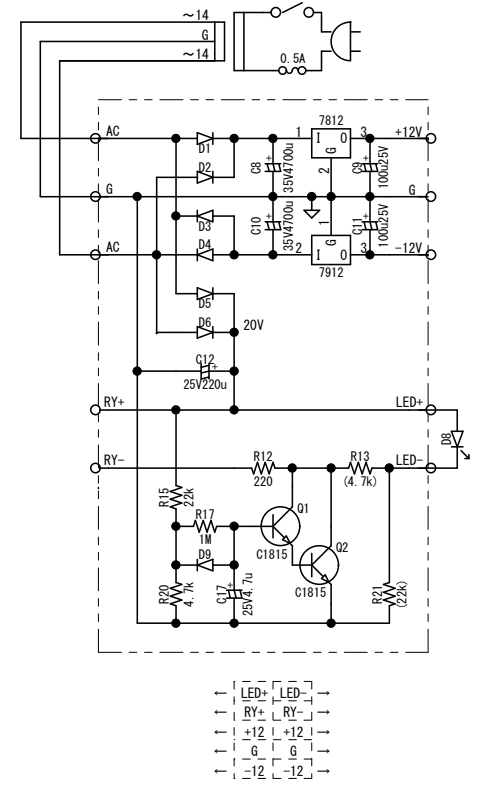 ～14
G
～14
0.5A
AC
D1
D2
C8
35V4700u
1
7812
I
O
G
2
3
C9
100u25V
+12V
G
G
D3
D4
C10
35V4700u
AC
2
1
G
I
O
7912
3
C11
100u25V
-12V
D5
D6
20V
C12
25V220u
RY+
LED+
D8
RY-
R12
220
R13
(4.7k)
LED-
R15
22k
R17
1M
D9
Q1
C1815
Q2
C1815
R20
4.7k
C17
25V4.7u
R21
(22k)
← LED+ LED- →
← RY+ RY- →
← +12 +12 →
← G G →
← -12 -12 →